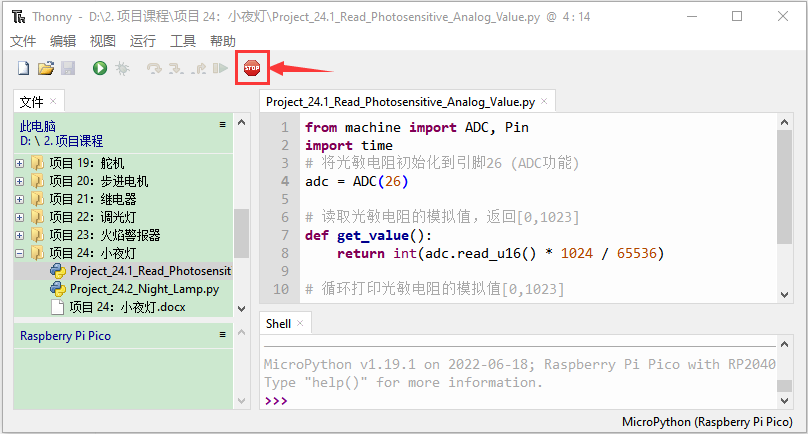 Thonny - D:\2. 项目课程\项目 24：小夜灯\Project_24.1_Read_Photosensitive_Analog_Value.py @ 4 : 14
文件 编辑 视图 运行 工具 帮助
STOP
文件 ×
此电脑
D: \ 2. 项目课程
项目 19：舵机
项目 20：步进电机
项目 21：继电器
项目 22：调光灯
项目 23：火焰警报器
项目 24：小夜灯
Project_24.1_Read_Photosensit
Project_24.2_Night_Lamp.py
项目 24：小夜灯.docx
Raspberry Pi Pico
Project_24.1_Read_Photosensitive_Analog_Value.py ×
1 from machine import ADC, Pin
2 import time
3 # 将光敏电阻初始化到引脚26 (ADC功能)
4 adc = ADC(26)
5
6 # 读取光敏电阻的模拟值，返回[0,1023]
7 def get_value():
8 return int(adc.read_u16() * 1024 / 65536)
9
10 # 循环打印光敏电阻的模拟值[0,1023]
Shell ×
MicroPython v1.19.1 on 2022-06-18; Raspberry Pi Pico with RP2040
Type "help()" for more information.
>>>
MicroPython (Raspberry Pi Pico)